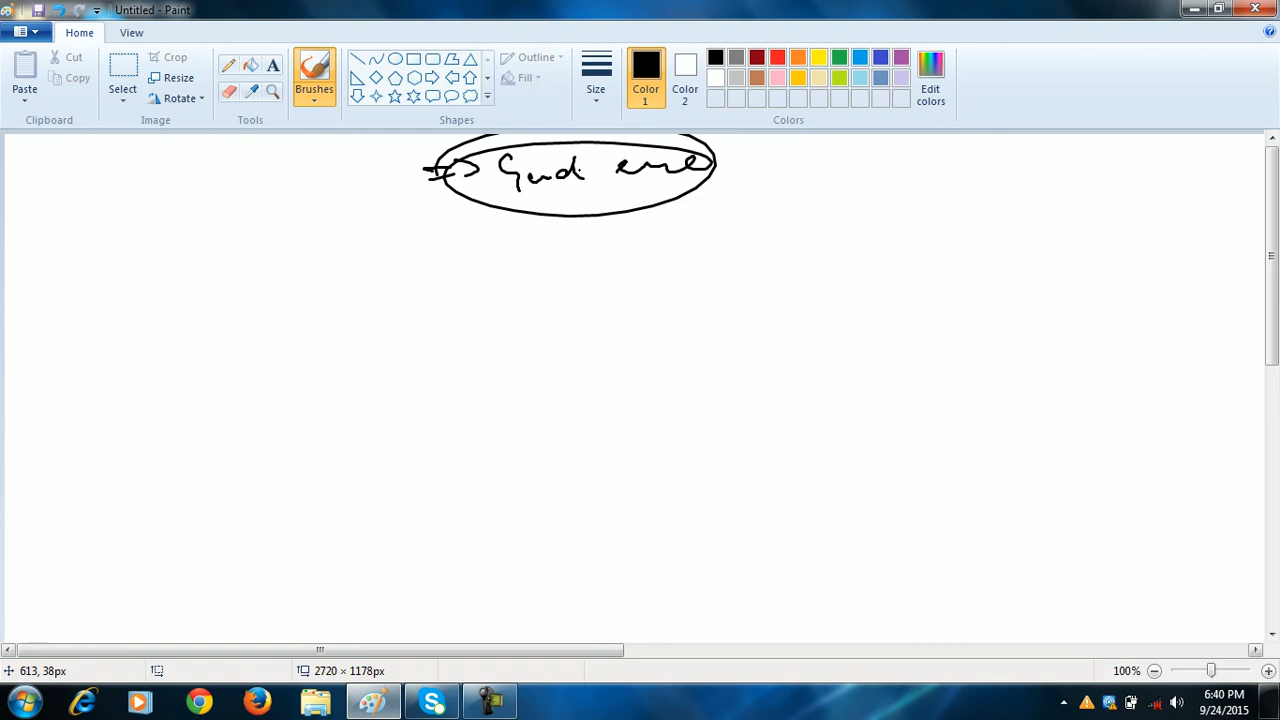 Untitled - Paint
Home View
Paste
Cut
Copy
Clipboard
Select
Crop
Resize
Rotate
Image
Tools
Brushes
Shapes
Outline
Fill
Size
Color 1
Color 2
Edit colors
Colors
613, 38px
2720 × 1178px
100%
6:40 PM
9/24/2015